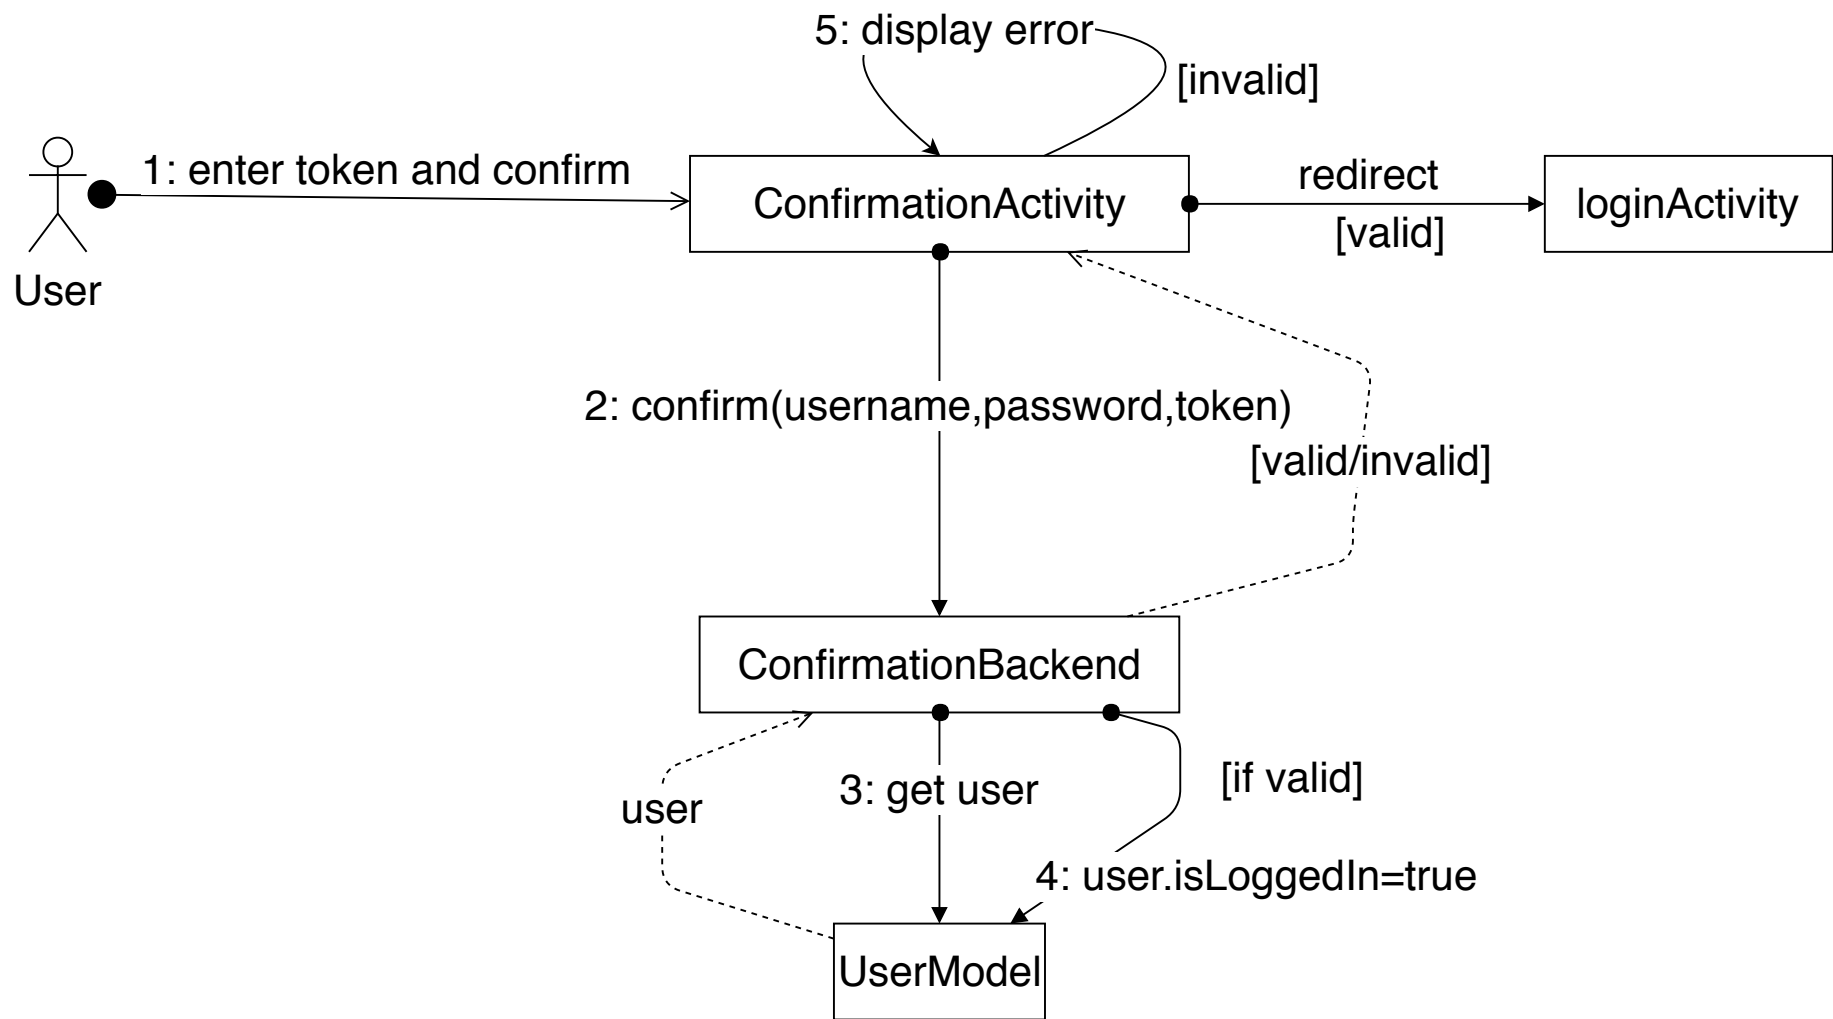 5: display error
[invalid]
1: enter token and confirm
ConfirmationActivity
redirect
[valid]
loginActivity
User
2: confirm(username,password,token)
[valid/invalid]
ConfirmationBackend
user
3: get user
[if valid]
4: user.isLoggedIn=true
UserModel